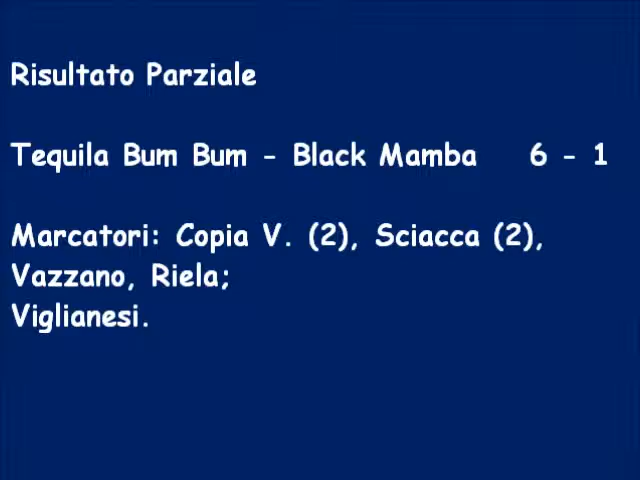 Risultato Parziale
Tequila Bum Bum - Black Mamba 6 - 1
Marcatori: Copia V. (2), Sciacca (2),
Vazzano, Riela;
Viglianesi.